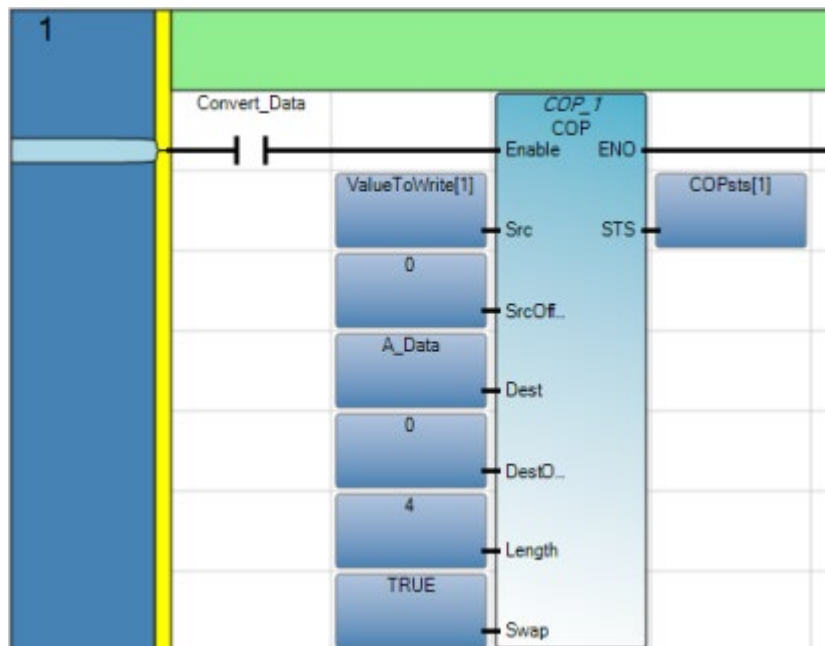 1
Convert_Data
COP_1
COP
Enable ENO
ValueToWrite[1]
COPsts[1]
Src STS
0
SrcOff..
A_Data
Dest
0
DestO..
4
Length
TRUE
Swap